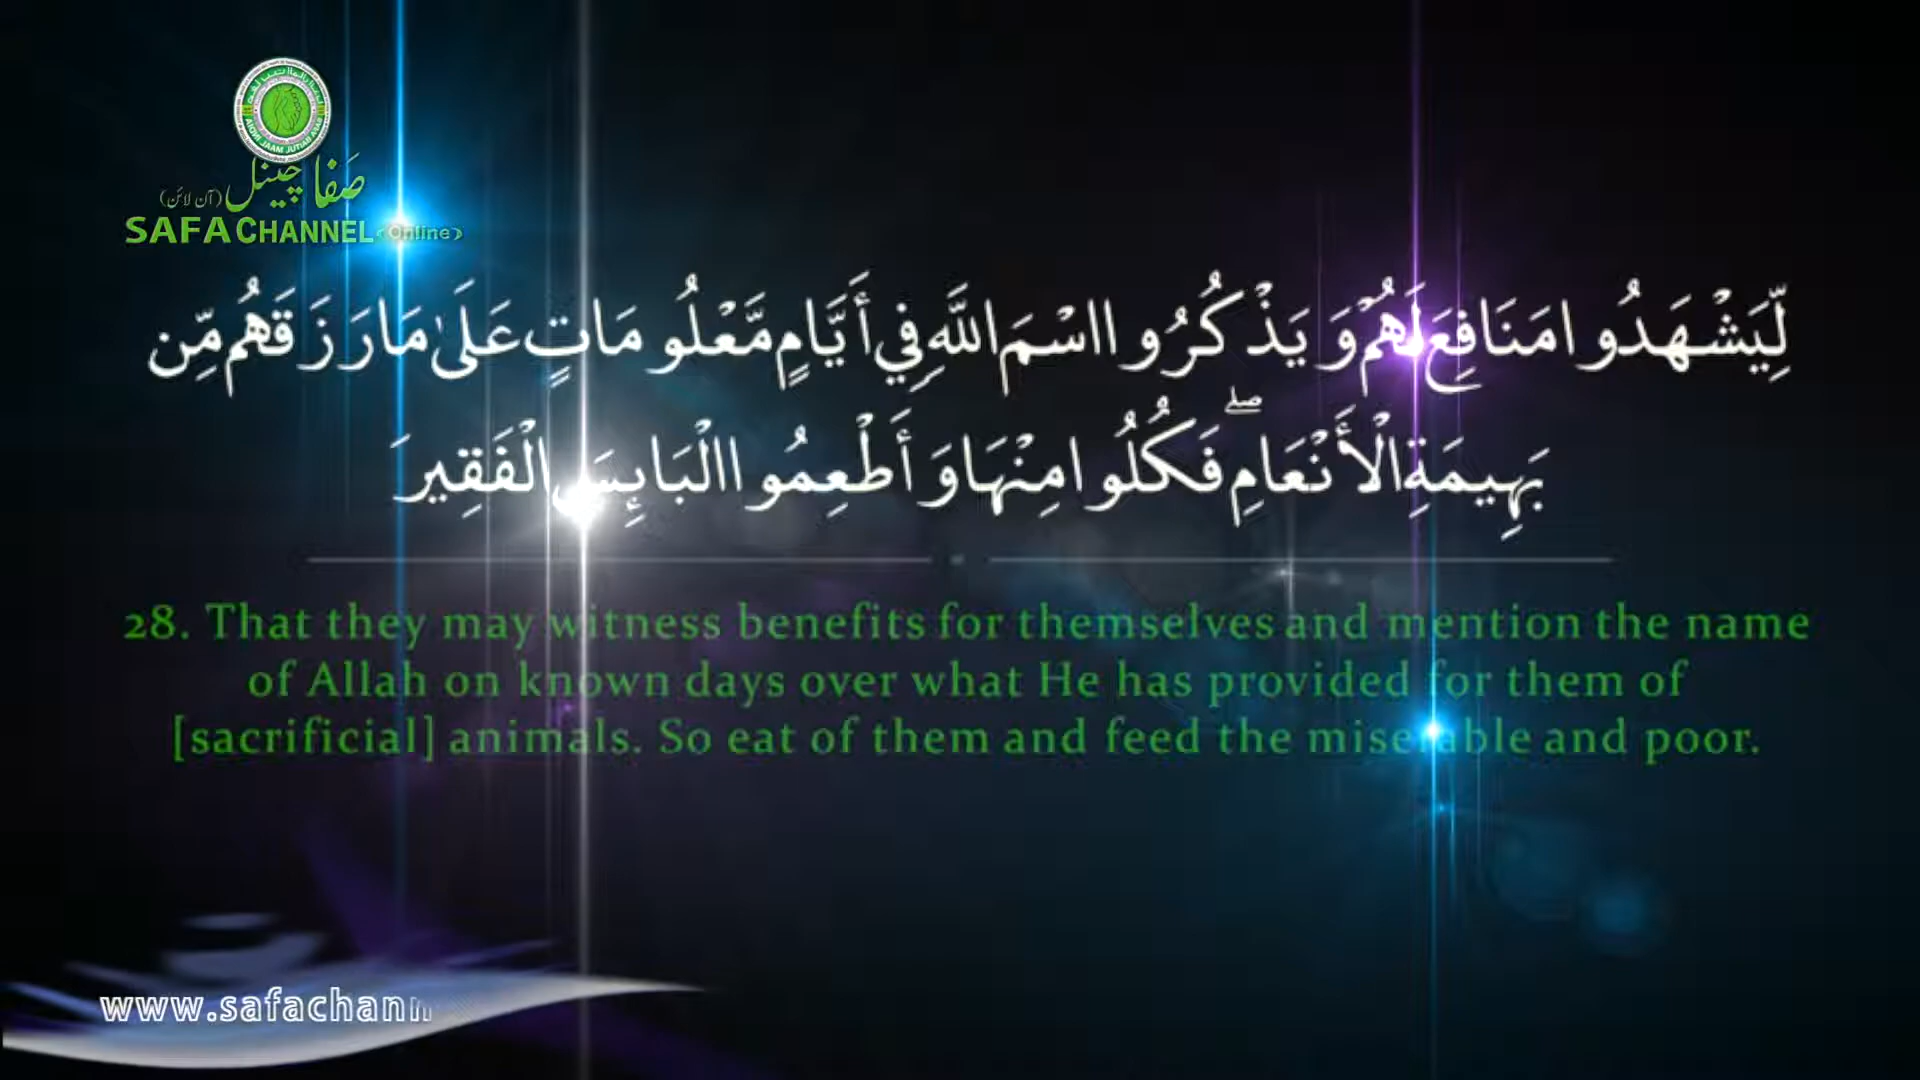 صفا چینل (آن لائن)
SAFA CHANNEL (Online)
لِّيَشْهَدُوا مَنَافِعَ لَهُمْ وَيَذْكُرُوا اسْمَ اللَّهِ فِي أَيَّامٍ مَّعْلُومَاتٍ عَلَىٰ مَا رَزَقَهُم مِّن
بَهِيمَةِ الْأَنْعَامِ ۖ فَكُلُوا مِنْهَا وَأَطْعِمُوا الْبَائِسَ الْفَقِيرَ
28. That they may witness benefits for themselves and mention the name
of Allah on known days over what He has provided for them of
[sacrificial] animals. So eat of them and feed the miserable and poor.
www.safachann